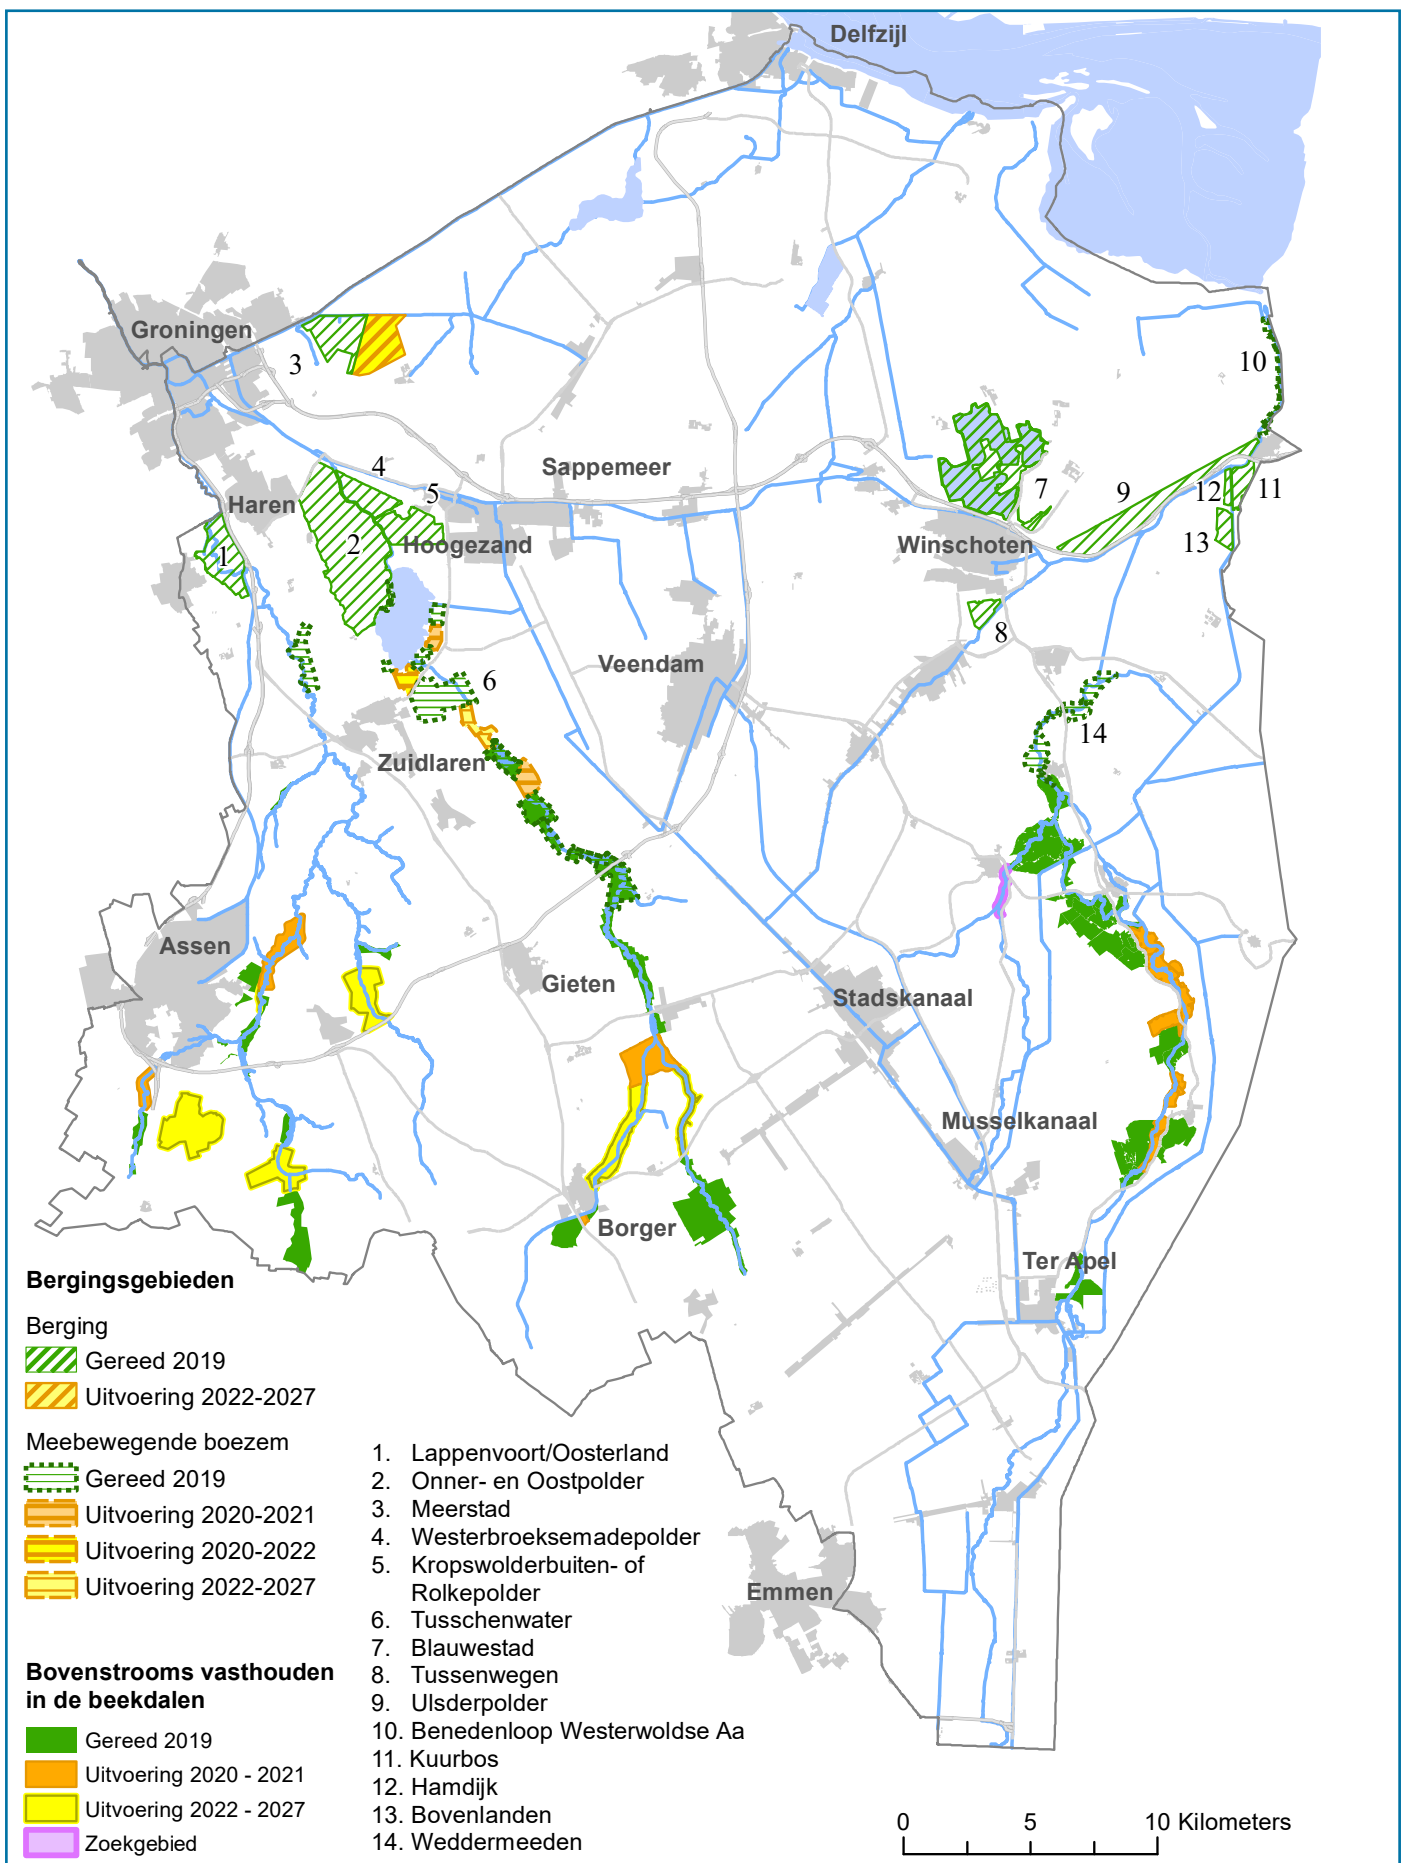 Delfzijl
Groningen
3
10
4
Sappemeer
5
Haren
7
9
12
11
2
Hoogezand
Winschoten
13
1
8
Veendam
6
14
Zuidlaren
Assen
Gieten
Stadskanaal
Musselkanaal
Borger
Ter Apel
Emmen
Bergingsgebieden
Berging
Gereed 2019
Uitvoering 2022-2027
Meebewegende boezem
Gereed 2019
Uitvoering 2020-2021
Uitvoering 2020-2022
Uitvoering 2022-2027
Bovenstrooms vasthouden
in de beekdalen
Gereed 2019
Uitvoering 2020 - 2021
Uitvoering 2022 - 2027
Zoekgebied
1. Lappenvoort/Oosterland
2. Onner- en Oostpolder
3. Meerstad
4. Westerbroeksemadepolder
5. Kropswolderbuiten- of
Rolkepolder
6. Tusschenwater
7. Blauwestad
8. Tussenwegen
9. Ulsderpolder
10. Benedenloop Westerwoldse Aa
11. Kuurbos
12. Hamdijk
13. Bovenlanden
14. Weddermeeden
0 5 10 Kilometers